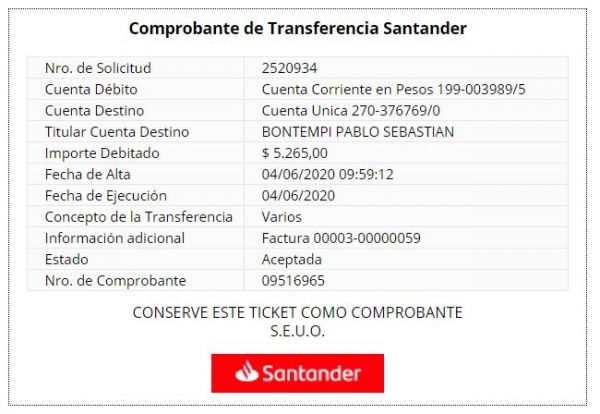 Comprobante de Transferencia Santander
Nro. de Solicitud 2520934
Cuenta Débito Cuenta Corriente en Pesos 199-003989/5
Cuenta Destino Cuenta Unica 270-376769/0
Titular Cuenta Destino BONTEMPI PABLO SEBASTIAN
Importe Debitado $ 5.265,00
Fecha de Alta 04/06/2020 09:59:12
Fecha de Ejecución 04/06/2020
Concepto de la Transferencia Varios
Información adicional Factura 00003-00000059
Estado Aceptada
Nro. de Comprobante 09516965
CONSERVE ESTE TICKET COMO COMPROBANTE
S.E.U.O.
Santander